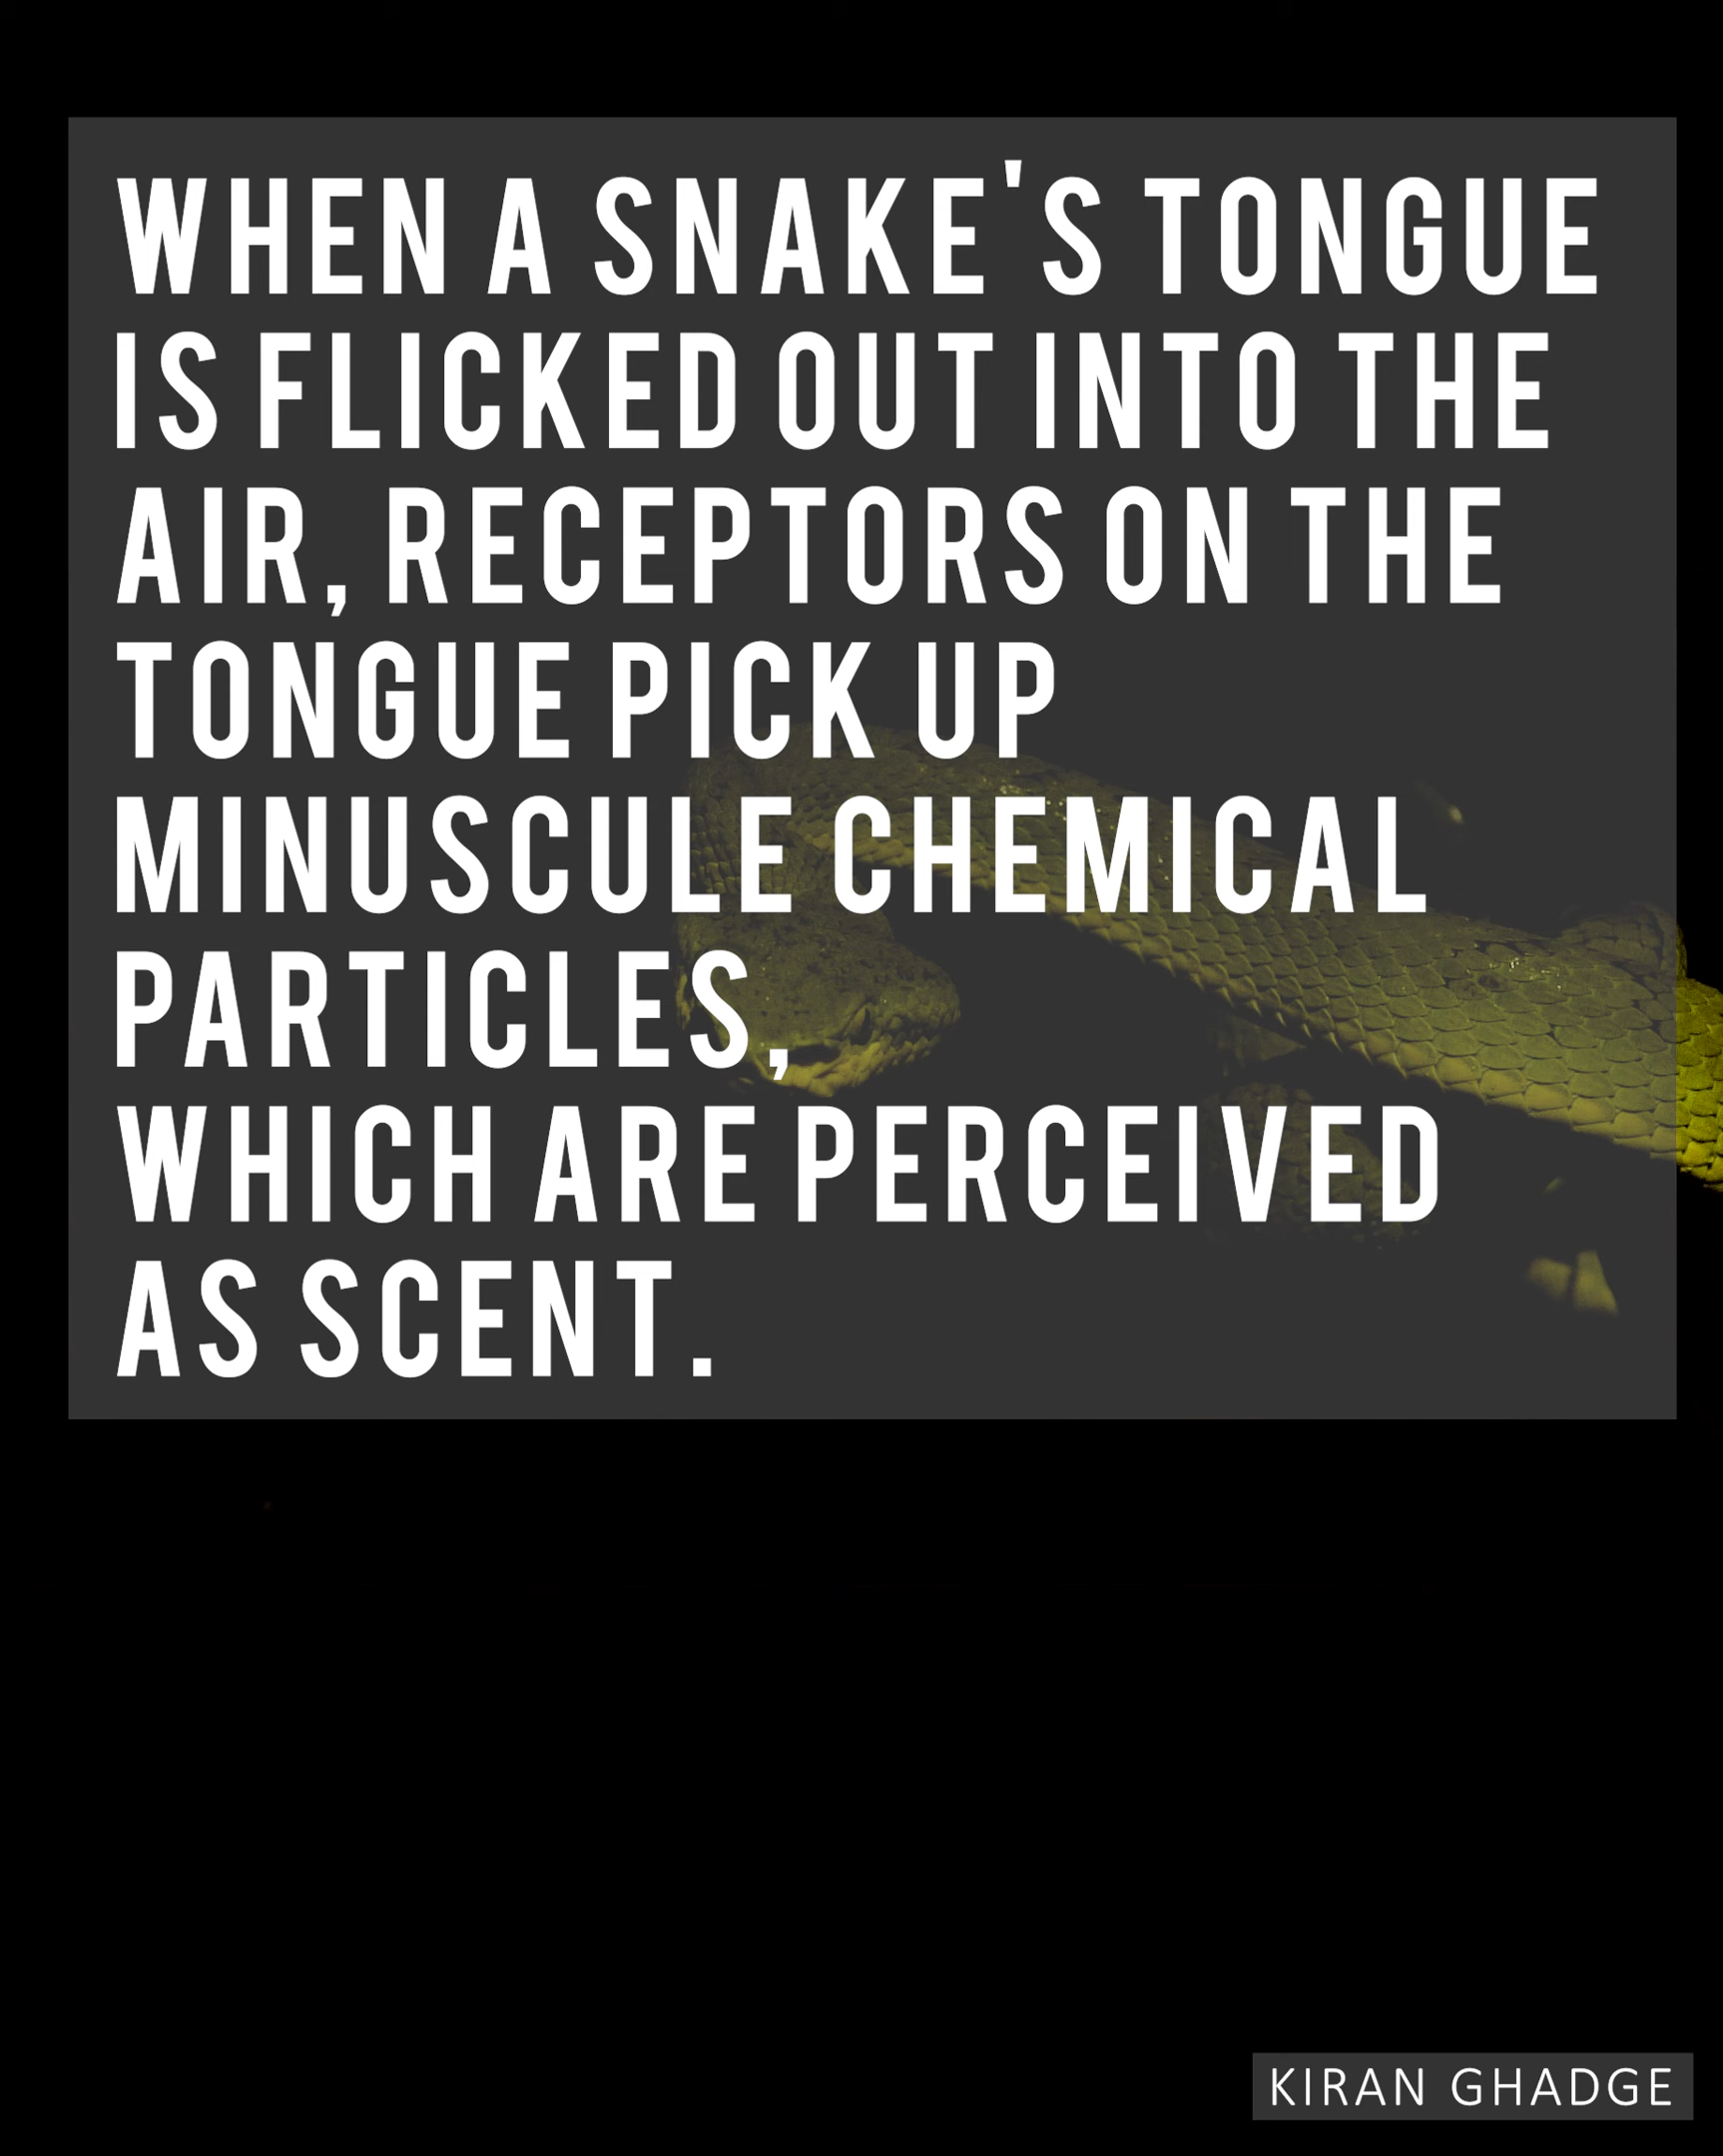 WHEN A SNAKE'S TONGUE
IS FLICKED OUT INTO THE
AIR, RECEPTORS ON THE
TONGUE PICK UP
MINUSCULE CHEMICAL
PARTICLES,
WHICH ARE PERCEIVED
AS SCENT.
KIRAN GHADGE